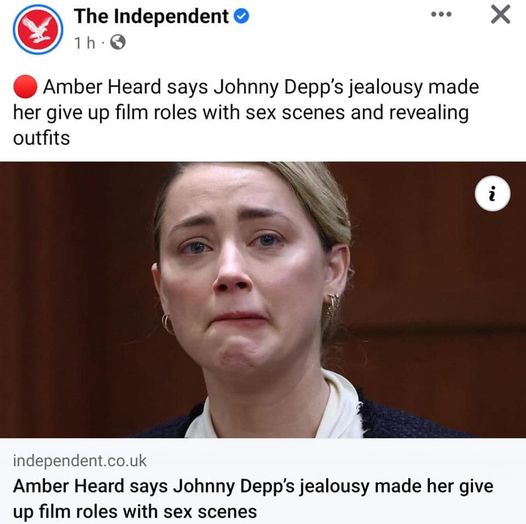 The Independent
1 h ·
Amber Heard says Johnny Depp's jealousy made
her give up film roles with sex scenes and revealing
outfits
i
independent.co.uk
Amber Heard says Johnny Depp's jealousy made her give
up film roles with sex scenes